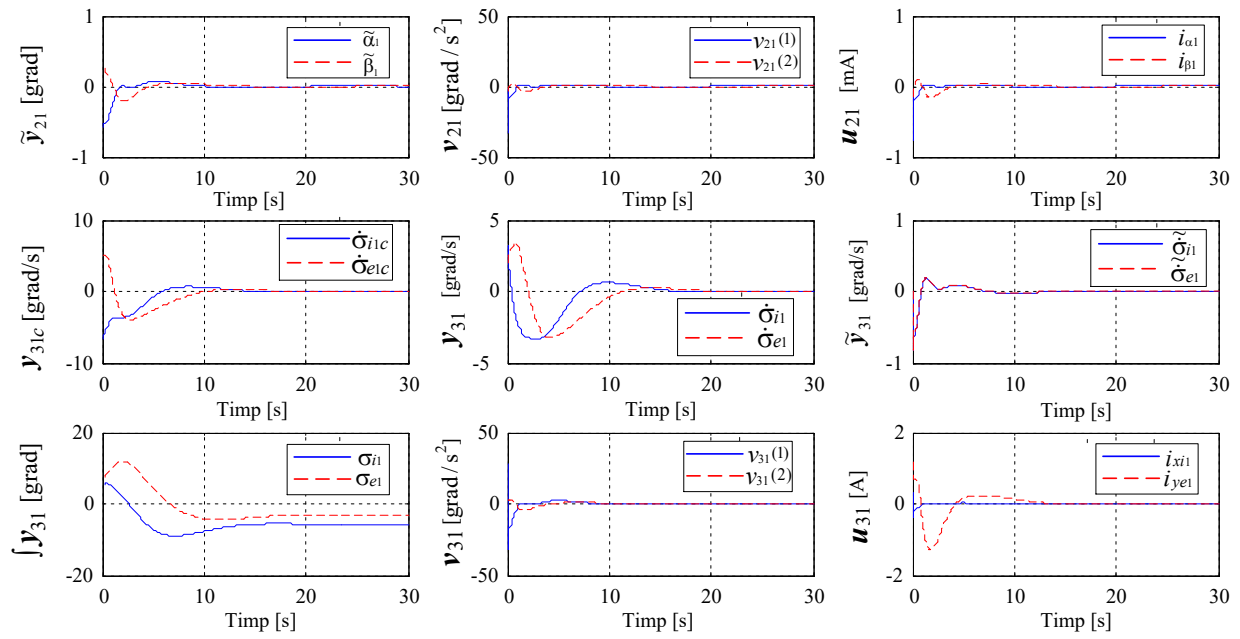 ỹ21 [grad]
1
0
-1
α̃1
β̃1
0 10 20 30
Timp [s]
v21 [grad / s²]
50
0
-50
v21(1)
v21(2)
0 10 20 30
Timp [s]
u21 [mA]
1
0
-1
iα1
iβ1
0 10 20 30
Timp [s]
y31c [grad/s]
10
0
-10
σ̇i1c
σ̇e1c
0 10 20 30
Timp [s]
y31 [grad/s]
5
0
-5
σ̇i1
σ̇e1
0 10 20 30
Timp [s]
ỹ31 [grad/s]
1
0
-1
σ̇̃i1
σ̇̃e1
0 10 20 30
Timp [s]
∫y31 [grad]
20
0
-20
σi1
σe1
0 10 20 30
Timp [s]
v31 [grad / s²]
50
0
-50
v31(1)
v31(2)
0 10 20 30
Timp [s]
u31 [A]
2
0
-2
ixi1
iye1
0 10 20 30
Timp [s]